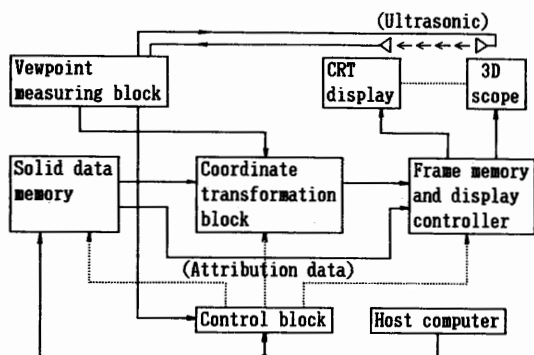 (Ultrasonic)
Vewpoint
measuring block
CRT
display
3D
scope
Solid data
memory
Coordinate
transformation
block
Frame memory
and display
controller
(Attribution data)
Control block
Host computer